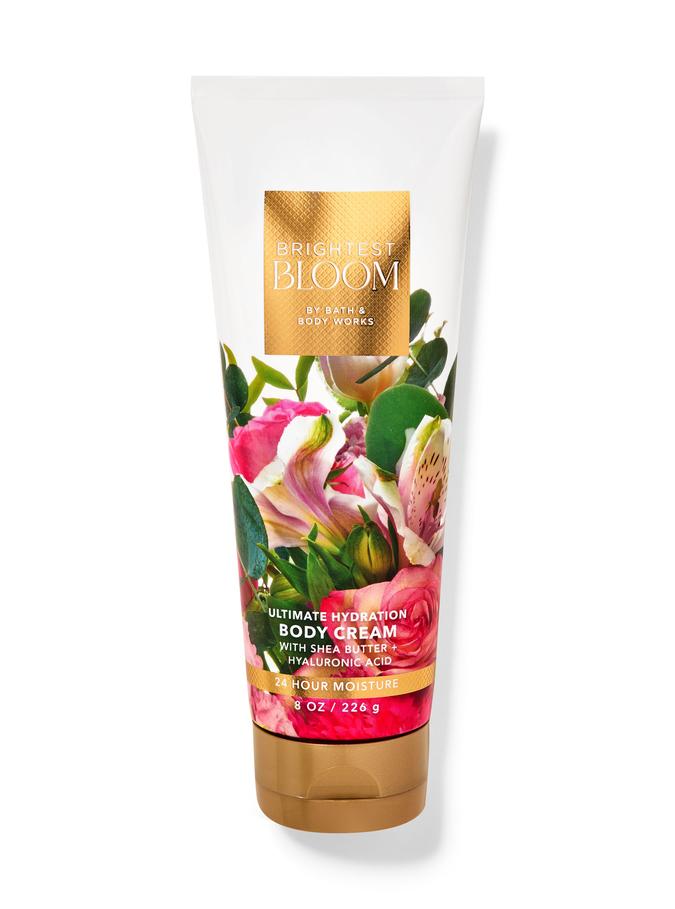 BRIGHTEST
BLOOM
BY BATH &
BODY WORKS
ULTIMATE HYDRATION
BODY CREAM
WITH SHEA BUTTER +
HYALURONIC ACID
24 HOUR MOISTURE
8 OZ / 226 g